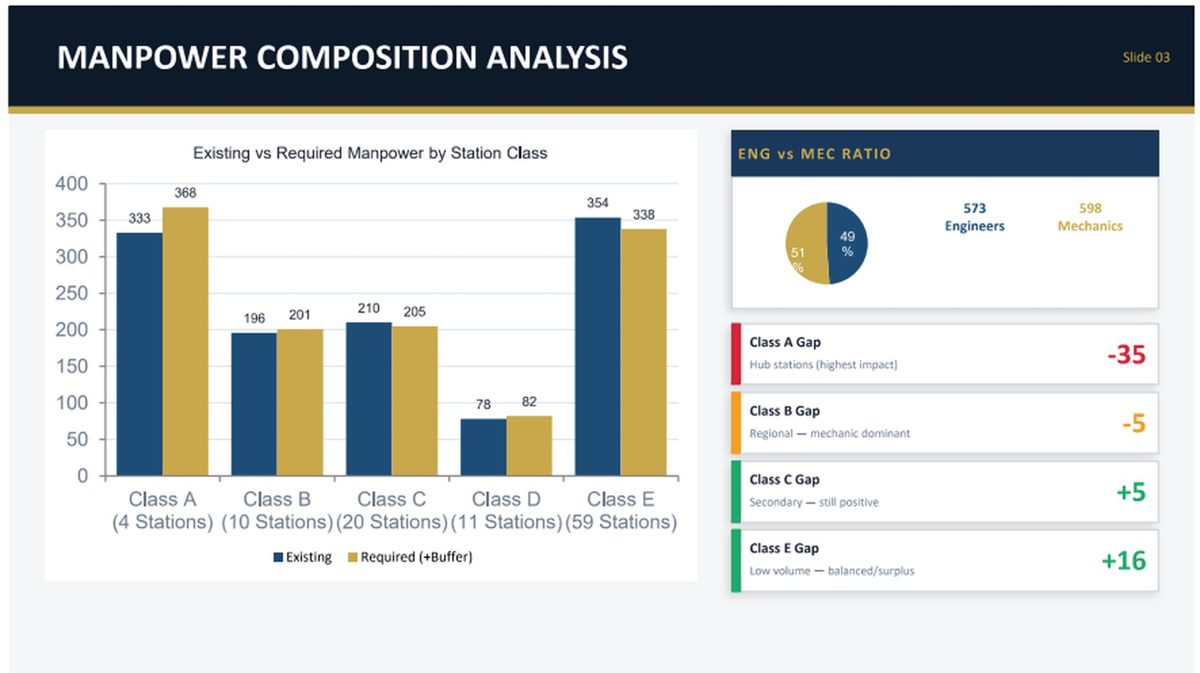 MANPOWER COMPOSITION ANALYSIS
Slide 03
Existing vs Required Manpower by Station Class
400
350
300
250
200
150
100
50
0
333
368
196
201
210
205
78
82
354
338
Class A
(4 Stations)
Class B
(10 Stations)
Class C
(20 Stations)
Class D
(11 Stations)
Class E
(59 Stations)
Existing
Required (+Buffer)
ENG vs MEC RATIO
51
%
49
%
573
Engineers
598
Mechanics
Class A Gap
Hub stations (highest impact)
-35
Class B Gap
Regional — mechanic dominant
-5
Class C Gap
Secondary — still positive
+5
Class E Gap
Low volume — balanced/surplus
+16